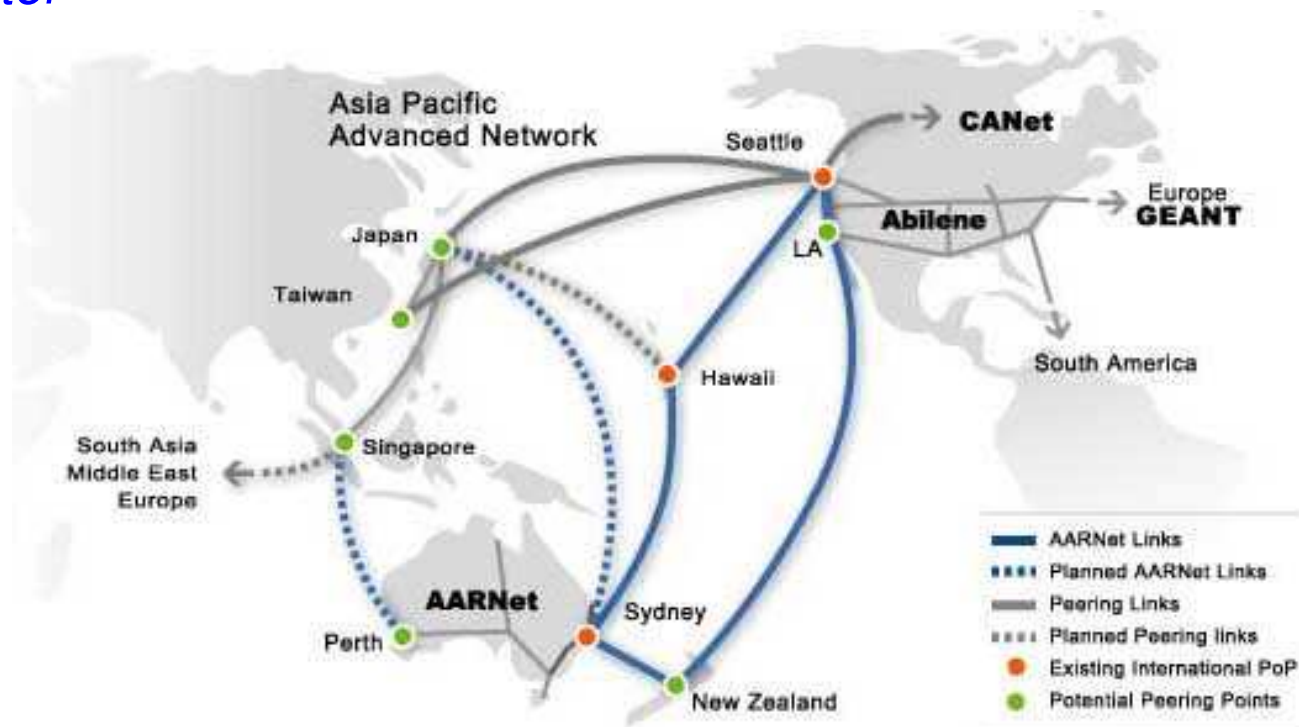 Asia Pacific
Advanced Network
Seattle
CANet
Europe
GEANT
Abilene
Japan
LA
Taiwan
Hawaii
South America
South Asia
Middle East
Europe
Singapore
AARNet
Sydney
Perth
New Zealand
AARNet Links
Planned AARNet Links
Peering Links
Planned Peering links
Existing International PoP
Potential Peering Points